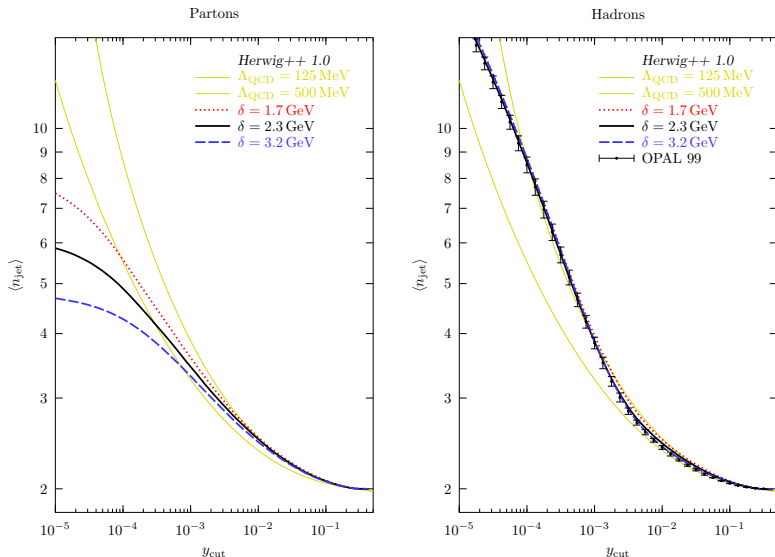 Partons
Herwig++ 1.0
Λ_QCD = 125 MeV
Λ_QCD = 500 MeV
δ = 1.7 GeV
δ = 2.3 GeV
δ = 3.2 GeV
10
9
8
7
6
5
4
3
2
⟨n_jet⟩
10⁻⁵ 10⁻⁴ 10⁻³ 10⁻² 10⁻¹
y_cut
Hadrons
Herwig++ 1.0
Λ_QCD = 125 MeV
Λ_QCD = 500 MeV
δ = 1.7 GeV
δ = 2.3 GeV
δ = 3.2 GeV
OPAL 99
10
9
8
7
6
5
4
3
2
⟨n_jet⟩
10⁻⁵ 10⁻⁴ 10⁻³ 10⁻² 10⁻¹
y_cut